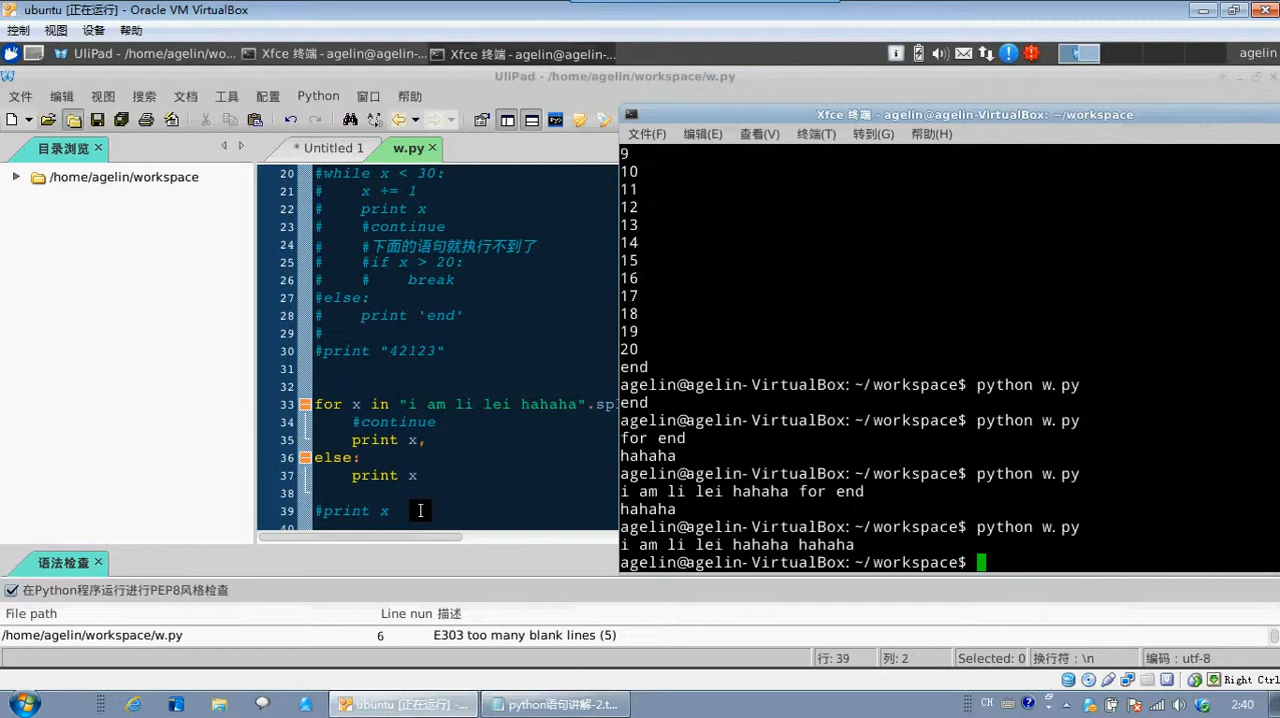 ubuntu [正在运行] - Oracle VM VirtualBox
控制 视图 设备 帮助
UliPad - /home/agelin/wo... Xfce 终端 - agelin@agelin-... Xfce 终端 - agelin@agelin-... agelin
UliPad - /home/agelin/workspace/w.py
文件 编辑 视图 搜索 文档 工具 配置 Python 窗口 帮助
目录浏览
/home/agelin/workspace
* Untitled 1 w.py
20 #while x < 30:
21 #    x += 1
22 #    print x
23 #    #continue
24 #    #下面的语句就执行不到了
25 #    #if x > 20:
26 #    #    break
27 #else:
28 #    print 'end'
29 #
30 #print "42123"
31
32
33 for x in "i am li lei hahaha".spl
34     #continue
35     print x,
36 else:
37     print x
38
39 #print x
40
Xfce 终端 - agelin@agelin-VirtualBox: ~/workspace
文件(F) 编辑(E) 查看(V) 终端(T) 转到(G) 帮助(H)
9
10
11
12
13
14
15
16
17
18
19
20
end
agelin@agelin-VirtualBox:~/workspace$ python w.py
end
agelin@agelin-VirtualBox:~/workspace$ python w.py
for end
hahaha
agelin@agelin-VirtualBox:~/workspace$ python w.py
i am li lei hahaha for end
hahaha
agelin@agelin-VirtualBox:~/workspace$ python w.py
i am li lei hahaha hahaha
agelin@agelin-VirtualBox:~/workspace$
语法检查
在Python程序运行进行PEP8风格检查
File path Line nun 描述
/home/agelin/workspace/w.py 6 E303 too many blank lines (5)
行: 39 列: 2 Selected: 0 换行符 : \n 编码 : utf-8
Right Ctrl
ubuntu [正在运行] -... python语句讲解-2.t... CH 2:40